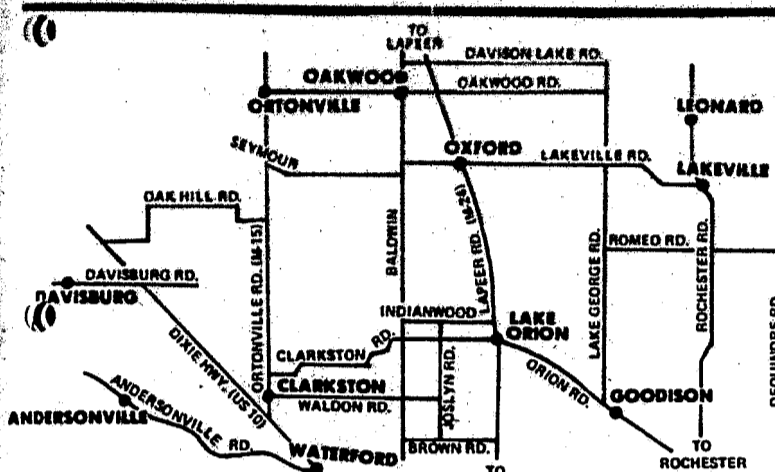 TO
LAPEER
DAVISON LAKE RD.
OAKWOOD
OAKWOOD RD.
ORTONVILLE
LEONARD
SEYMOUR
OXFORD
LAKEVILLE RD.
LAKEVILLE
OAK HILL RD.
ORTONVILLE RD. (M-15)
BALDWIN
LAPEER RD. (M-24)
LAKE GEORGE RD.
ROMEO RD.
ROCHESTER RD.
DAVISBURG RD.
DAVISBURG
DIXIE HWY. (US 10)
INDIANWOOD
LAKE
ORION
CLARKSTON RD.
JOSLYN RD.
ORION RD.
CLARKSTON
WALDON RD.
GOODISON
ANDERSONVILLE
ANDERSONVILLE RD.
WATERFORD
BROWN RD.
TO
TO
ROCHESTER